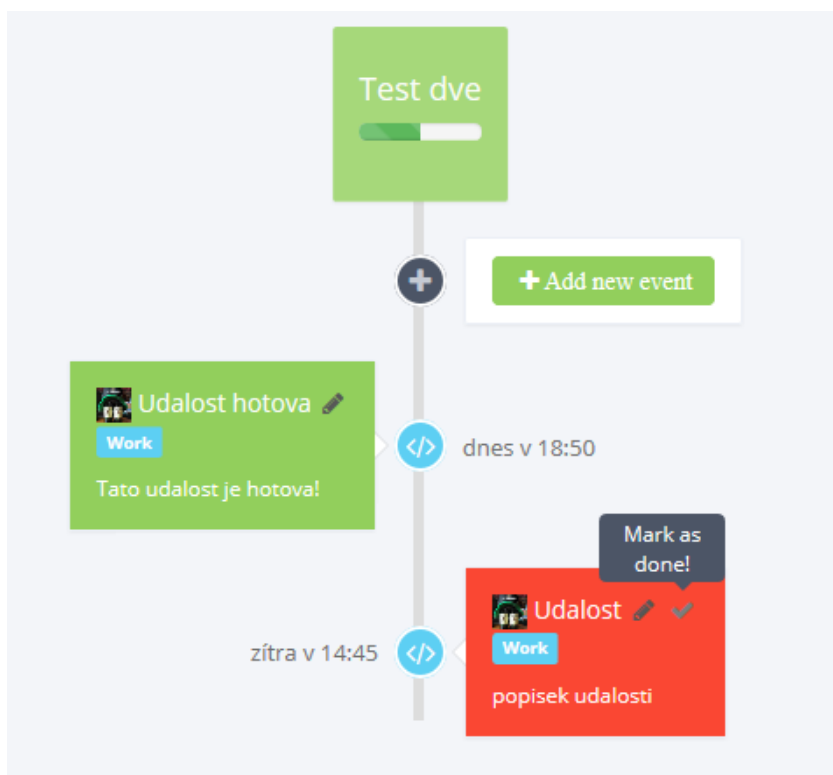 Test dve
Add new event
Udalost hotova
Work
Tato udalost je hotova!
dnes v 18:50
Mark as
done!
Udalost
Work
popisek udalosti
zítra v 14:45